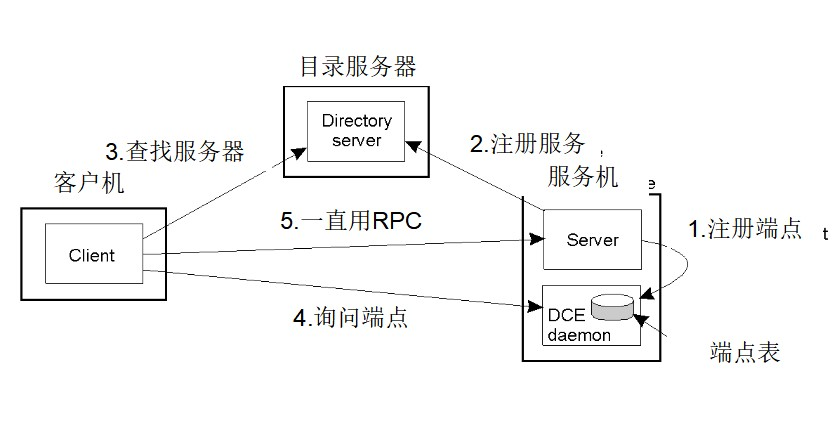 目录服务器
Directory
server
3.查找服务器
2.注册服务,
客户机
服务机
e
5.一直用RPC
1.注册端点 t
Client
Server
4.询问端点
DCE
daemon
端点表